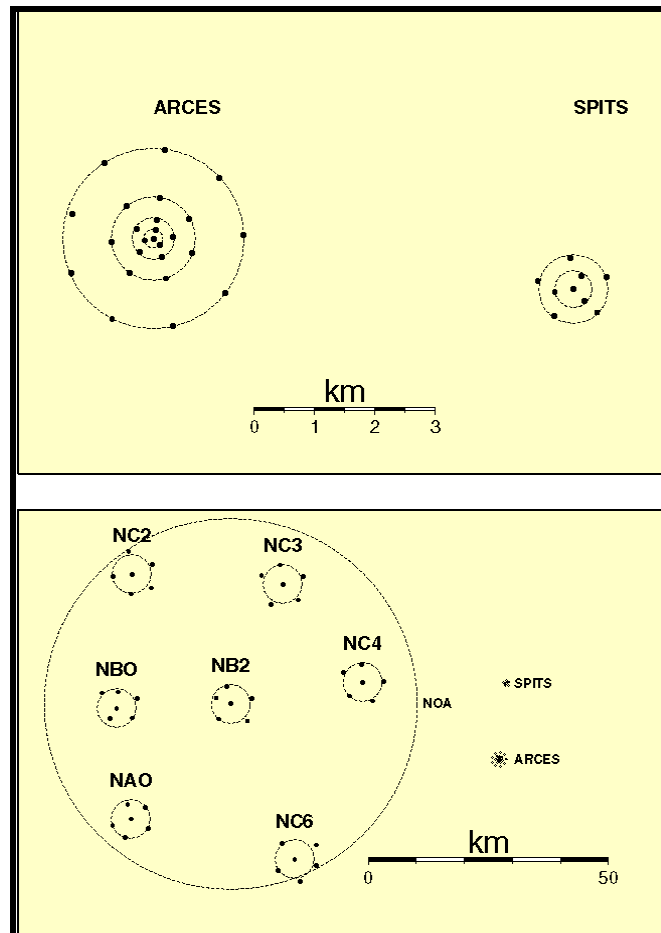 ARCES
SPITS
km
0 1 2 3
NC2
NC3
NC4
NBO
NB2
NOA
SPITS
ARCES
NAO
NC6
km
0 50